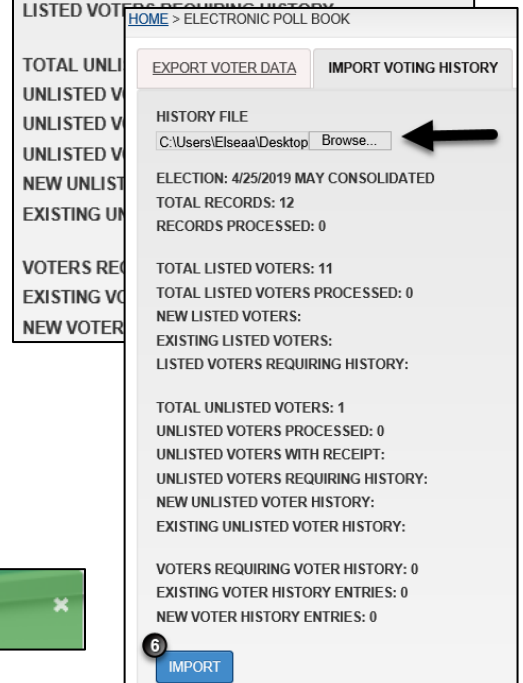 LISTED VOTERS REQUIRING HISTORY
TOTAL UNLI
UNLISTED V
UNLISTED V
UNLISTED V
NEW UNLIST
EXISTING UN
VOTERS REQ
EXISTING VO
NEW VOTER
HOME > ELECTRONIC POLL BOOK
EXPORT VOTER DATA IMPORT VOTING HISTORY
HISTORY FILE
C:\Users\Elseaa\Desktop Browse...
ELECTION: 4/25/2019 MAY CONSOLIDATED
TOTAL RECORDS: 12
RECORDS PROCESSED: 0
TOTAL LISTED VOTERS: 11
TOTAL LISTED VOTERS PROCESSED: 0
NEW LISTED VOTERS:
EXISTING LISTED VOTERS:
LISTED VOTERS REQUIRING HISTORY:
TOTAL UNLISTED VOTERS: 1
UNLISTED VOTERS PROCESSED: 0
UNLISTED VOTERS WITH RECEIPT:
UNLISTED VOTERS REQUIRING HISTORY:
NEW UNLISTED VOTER HISTORY:
EXISTING UNLISTED VOTER HISTORY:
VOTERS REQUIRING VOTER HISTORY: 0
EXISTING VOTER HISTORY ENTRIES: 0
NEW VOTER HISTORY ENTRIES: 0
6
IMPORT